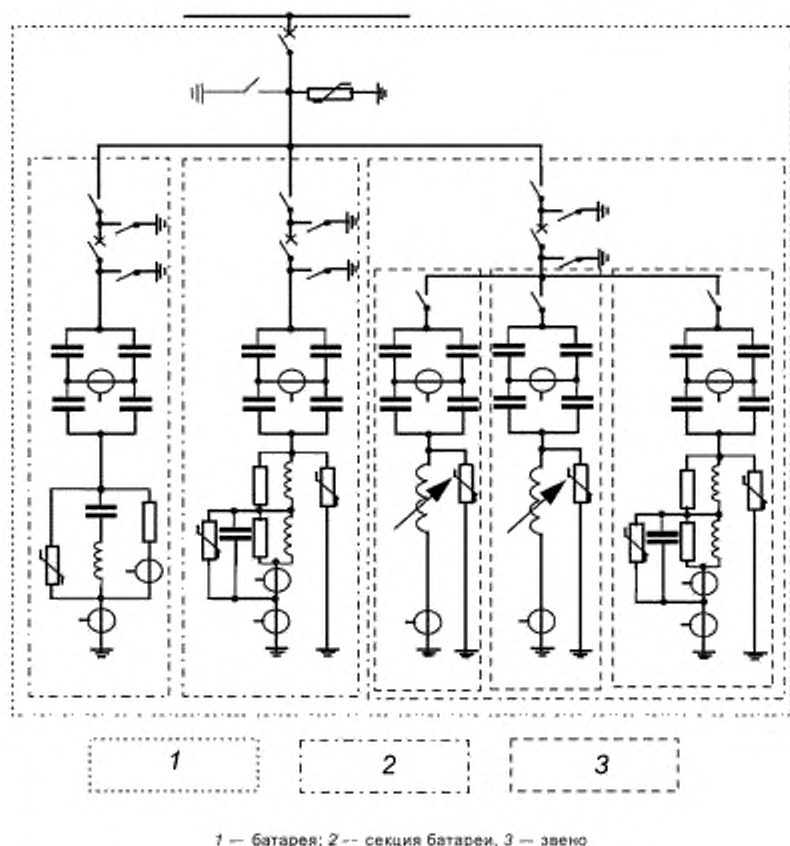 1 2 3
1 — батарея; 2 -- секция батареи, 3 — звено